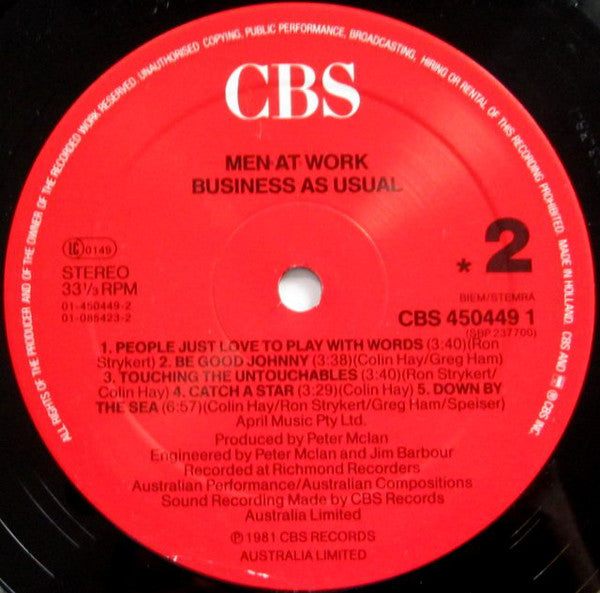 ALL RIGHTS OF THE PRODUCER AND OF THE OWNER OF THE RECORDED WORK RESERVED. UNAUTHORISED COPYING, PUBLIC PERFORMANCE, BROADCASTING, HIRING OR RENTAL OF THIS RECORDING PROHIBITED. MADE IN HOLLAND. CBS AND ® CBS INC.
CBS
MEN AT WORK
BUSINESS AS USUAL
LC 0149
STEREO
33 1/3 RPM
01-450449-2
01-085423-2
* 2
BIEM/STEMRA
CBS 450449 1
(SBP 237700)
1. PEOPLE JUST LOVE TO PLAY WITH WORDS (3:40)(Ron
Strykert) 2. BE GOOD JOHNNY (3:38)(Colin Hay/Greg Ham)
3. TOUCHING THE UNTOUCHABLES (3:40)(Ron Strykert/
Colin Hay) 4. CATCH A STAR (3:29)(Colin Hay) 5. DOWN BY
THE SEA (6:57)(Colin Hay/Ron Strykert/Greg Ham/Speiser)
April Music Pty Ltd.
Produced by Peter Mclan
Engineered by Peter Mclan and Jim Barbour
Recorded at Richmond Recorders
Australian Performance/Australian Compositions
Sound Recording Made by CBS Records
Australia Limited
℗ 1981 CBS RECORDS
AUSTRALIA LIMITED